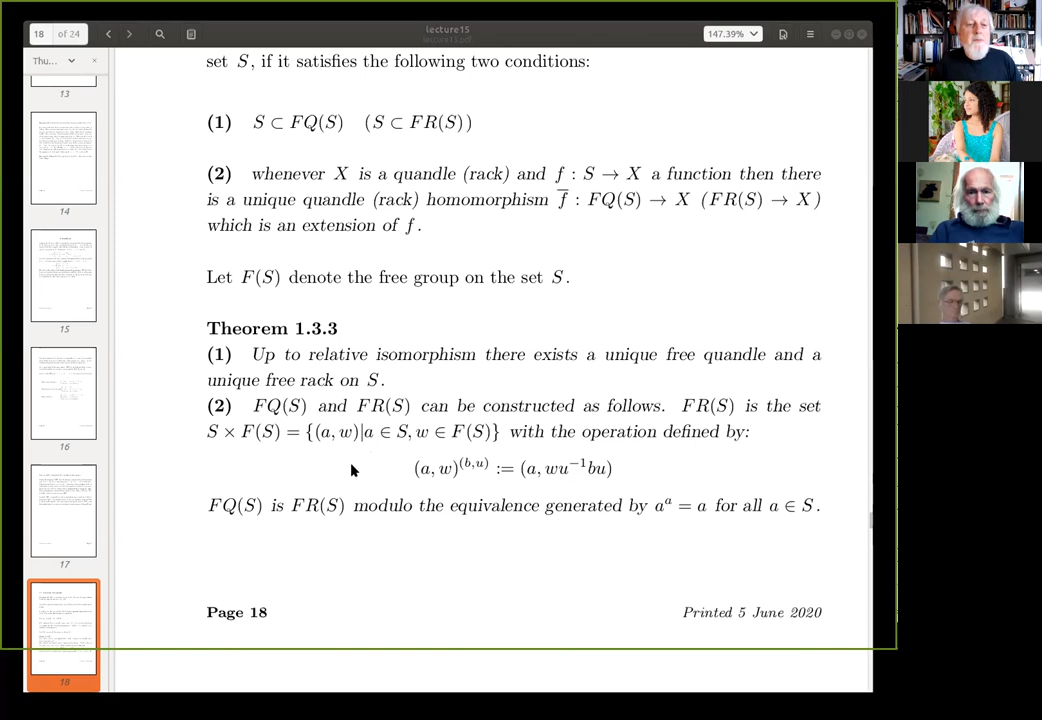 18 of 24
lecture15
lecture15.pdf
147.39%
Thu...
13
14
15
16
17
18
set S, if it satisfies the following two conditions:
(1) S ⊂ FQ(S) (S ⊂ FR(S))
(2) whenever X is a quandle (rack) and f : S → X a function then there
is a unique quandle (rack) homomorphism f̅ : FQ(S) → X (FR(S) → X)
which is an extension of f.
Let F(S) denote the free group on the set S.
Theorem 1.3.3
(1) Up to relative isomorphism there exists a unique free quandle and a
unique free rack on S.
(2) FQ(S) and FR(S) can be constructed as follows. FR(S) is the set
S × F(S) = {(a, w)|a ∈ S, w ∈ F(S)} with the operation defined by:
(a, w)^(b,u) := (a, wu⁻¹bu)
FQ(S) is FR(S) modulo the equivalence generated by aᵃ = a for all a ∈ S.
Page 18 Printed 5 June 2020